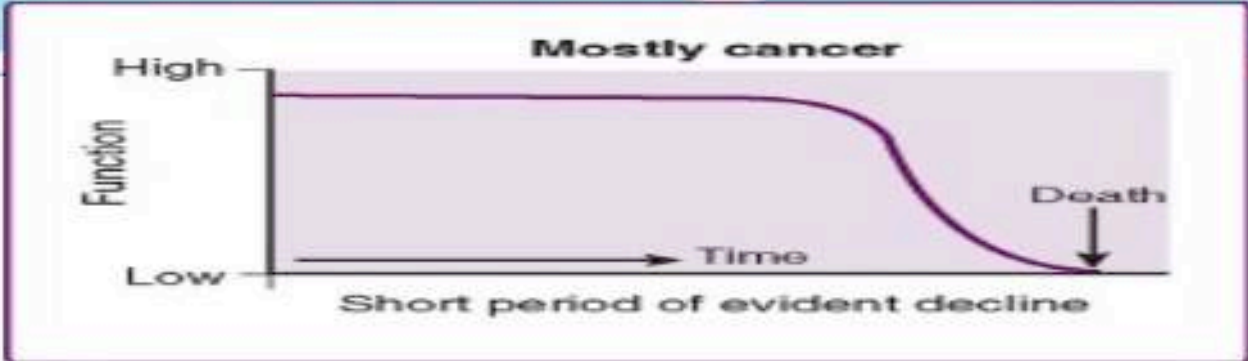 Mostly cancer
High
Function
Death
Time
Low
Short period of evident decline